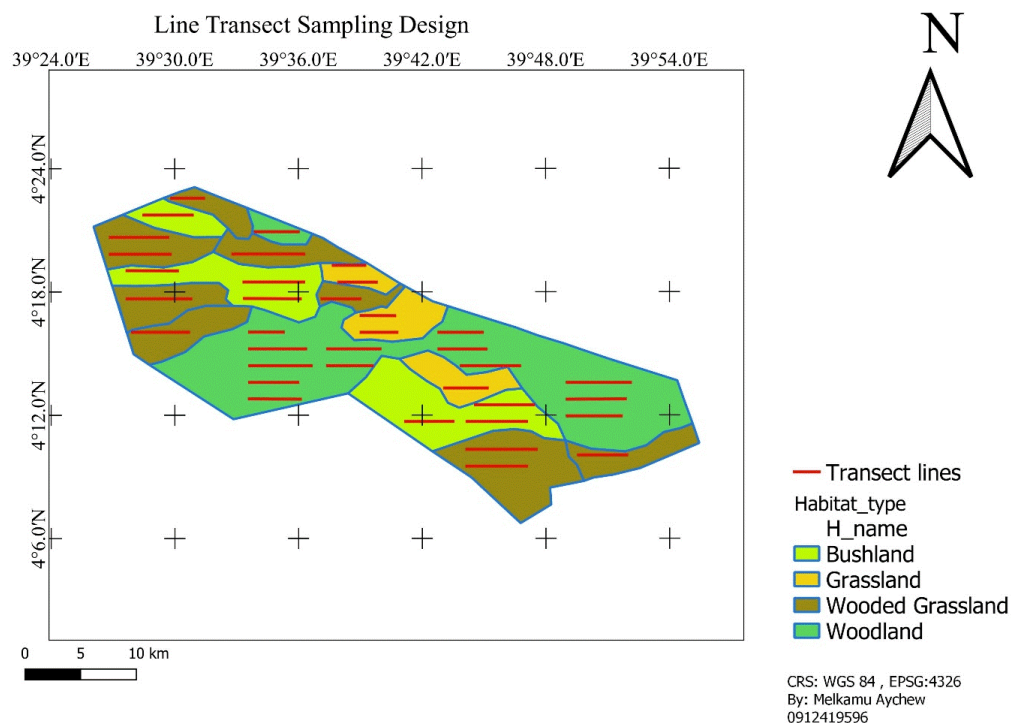 Line Transect Sampling Design
N
39°24.0'E 39°30.0'E 39°36.0'E 39°42.0'E 39°48.0'E 39°54.0'E
4°24.0'N
4°18.0'N
4°12.0'N
4°6.0'N
Transect lines
Habitat_type
H_name
Bushland
Grassland
Wooded Grassland
Woodland
0 5 10 km
CRS: WGS 84 , EPSG:4326
By: Melkamu Aychew
0912419596